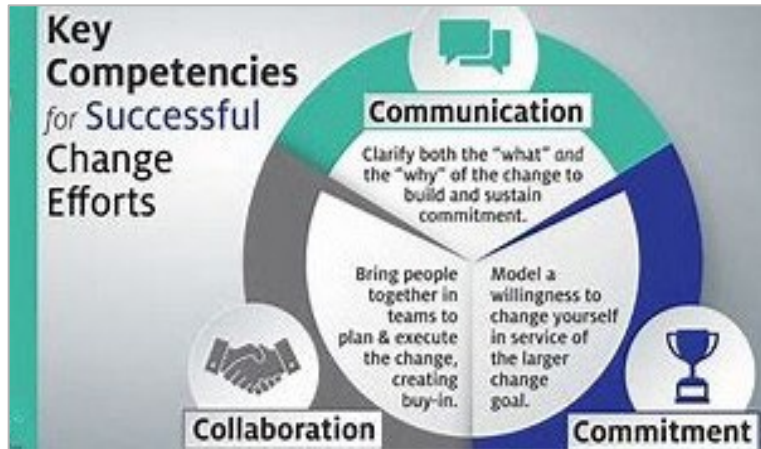 Key
Competencies
for Successful
Change
Efforts
Communication
Clarify both the "what" and
the "why" of the change to
build and sustain
commitment.
Bring people
together in
teams to
plan & execute
the change,
creating
buy-in.
Model a
willingness to
change yourself
in service of
the larger
change
goal.
Collaboration
Commitment